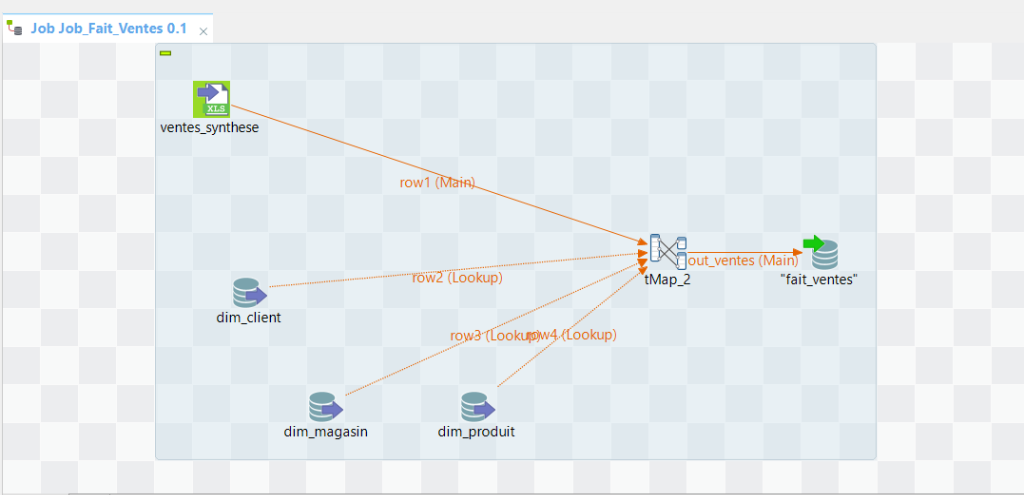 Job Job_Fait_Ventes 0.1
XLS
ventes_synthese
row1 (Main)
out_ventes (Main)
tMap_2
"fait_ventes"
row2 (Lookup)
dim_client
row3 (Lookup)
row4 (Lookup)
dim_magasin
dim_produit